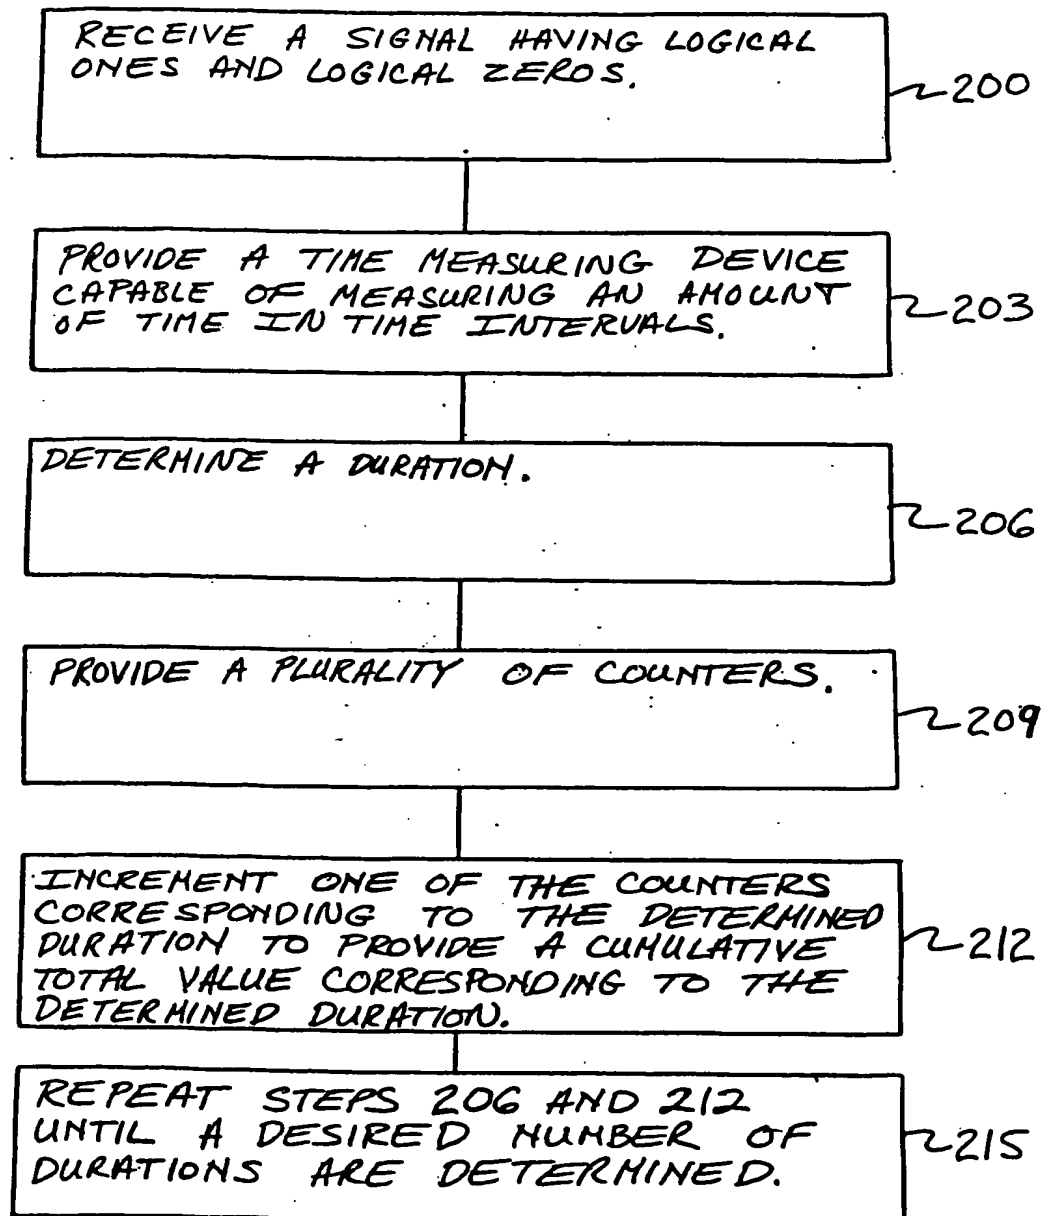 RECEIVE A SIGNAL HAVING LOGICAL
ONES AND LOGICAL ZEROS.
200
PROVIDE A TIME MEASURING DEVICE
CAPABLE OF MEASURING AN AMOUNT
OF TIME IN TIME INTERVALS.
203
DETERMINE A DURATION.
206
PROVIDE A PLURALITY OF COUNTERS.
209
INCREMENT ONE OF THE COUNTERS
CORRESPONDING TO THE DETERMINED
DURATION TO PROVIDE A CUMULATIVE
TOTAL VALUE CORRESPONDING TO THE
DETERMINED DURATION.
212
REPEAT STEPS 206 AND 212
UNTIL A DESIRED NUMBER OF
DURATIONS ARE DETERMINED.
215